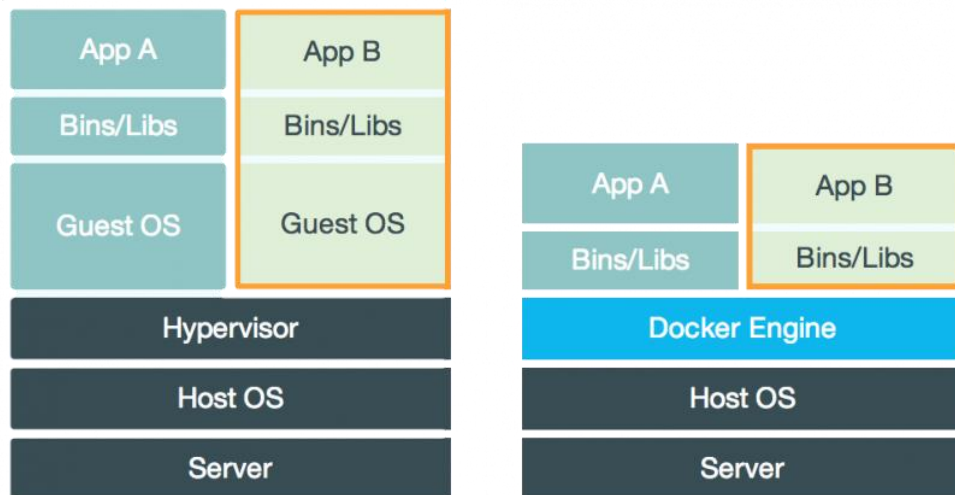 App A
App B
Bins/Libs
Bins/Libs
Guest OS
Guest OS
Hypervisor
Host OS
Server
App A
App B
Bins/Libs
Bins/Libs
Docker Engine
Host OS
Server